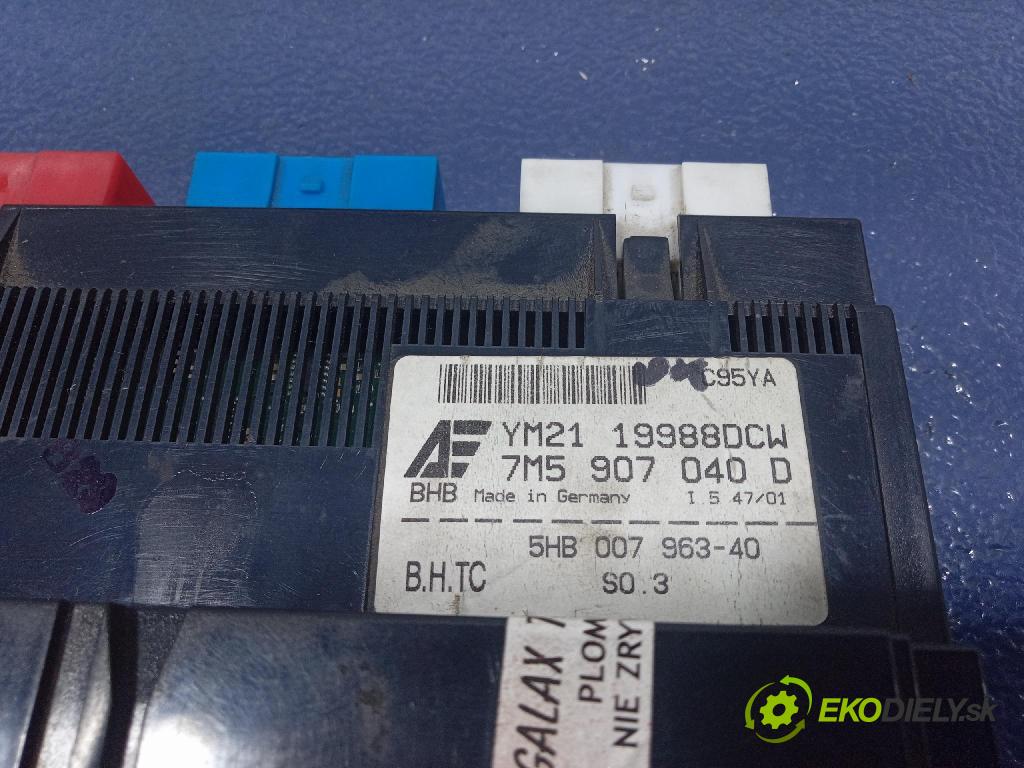 C95YA
AE YM21 19988DCW
7M5 907 040 D
BHB Made in Germany I.5 47/01
5HB 007 963-40
B.H.TC S0.3
GALAX
PLOM
NIE ZRY
EKODIELY.sk